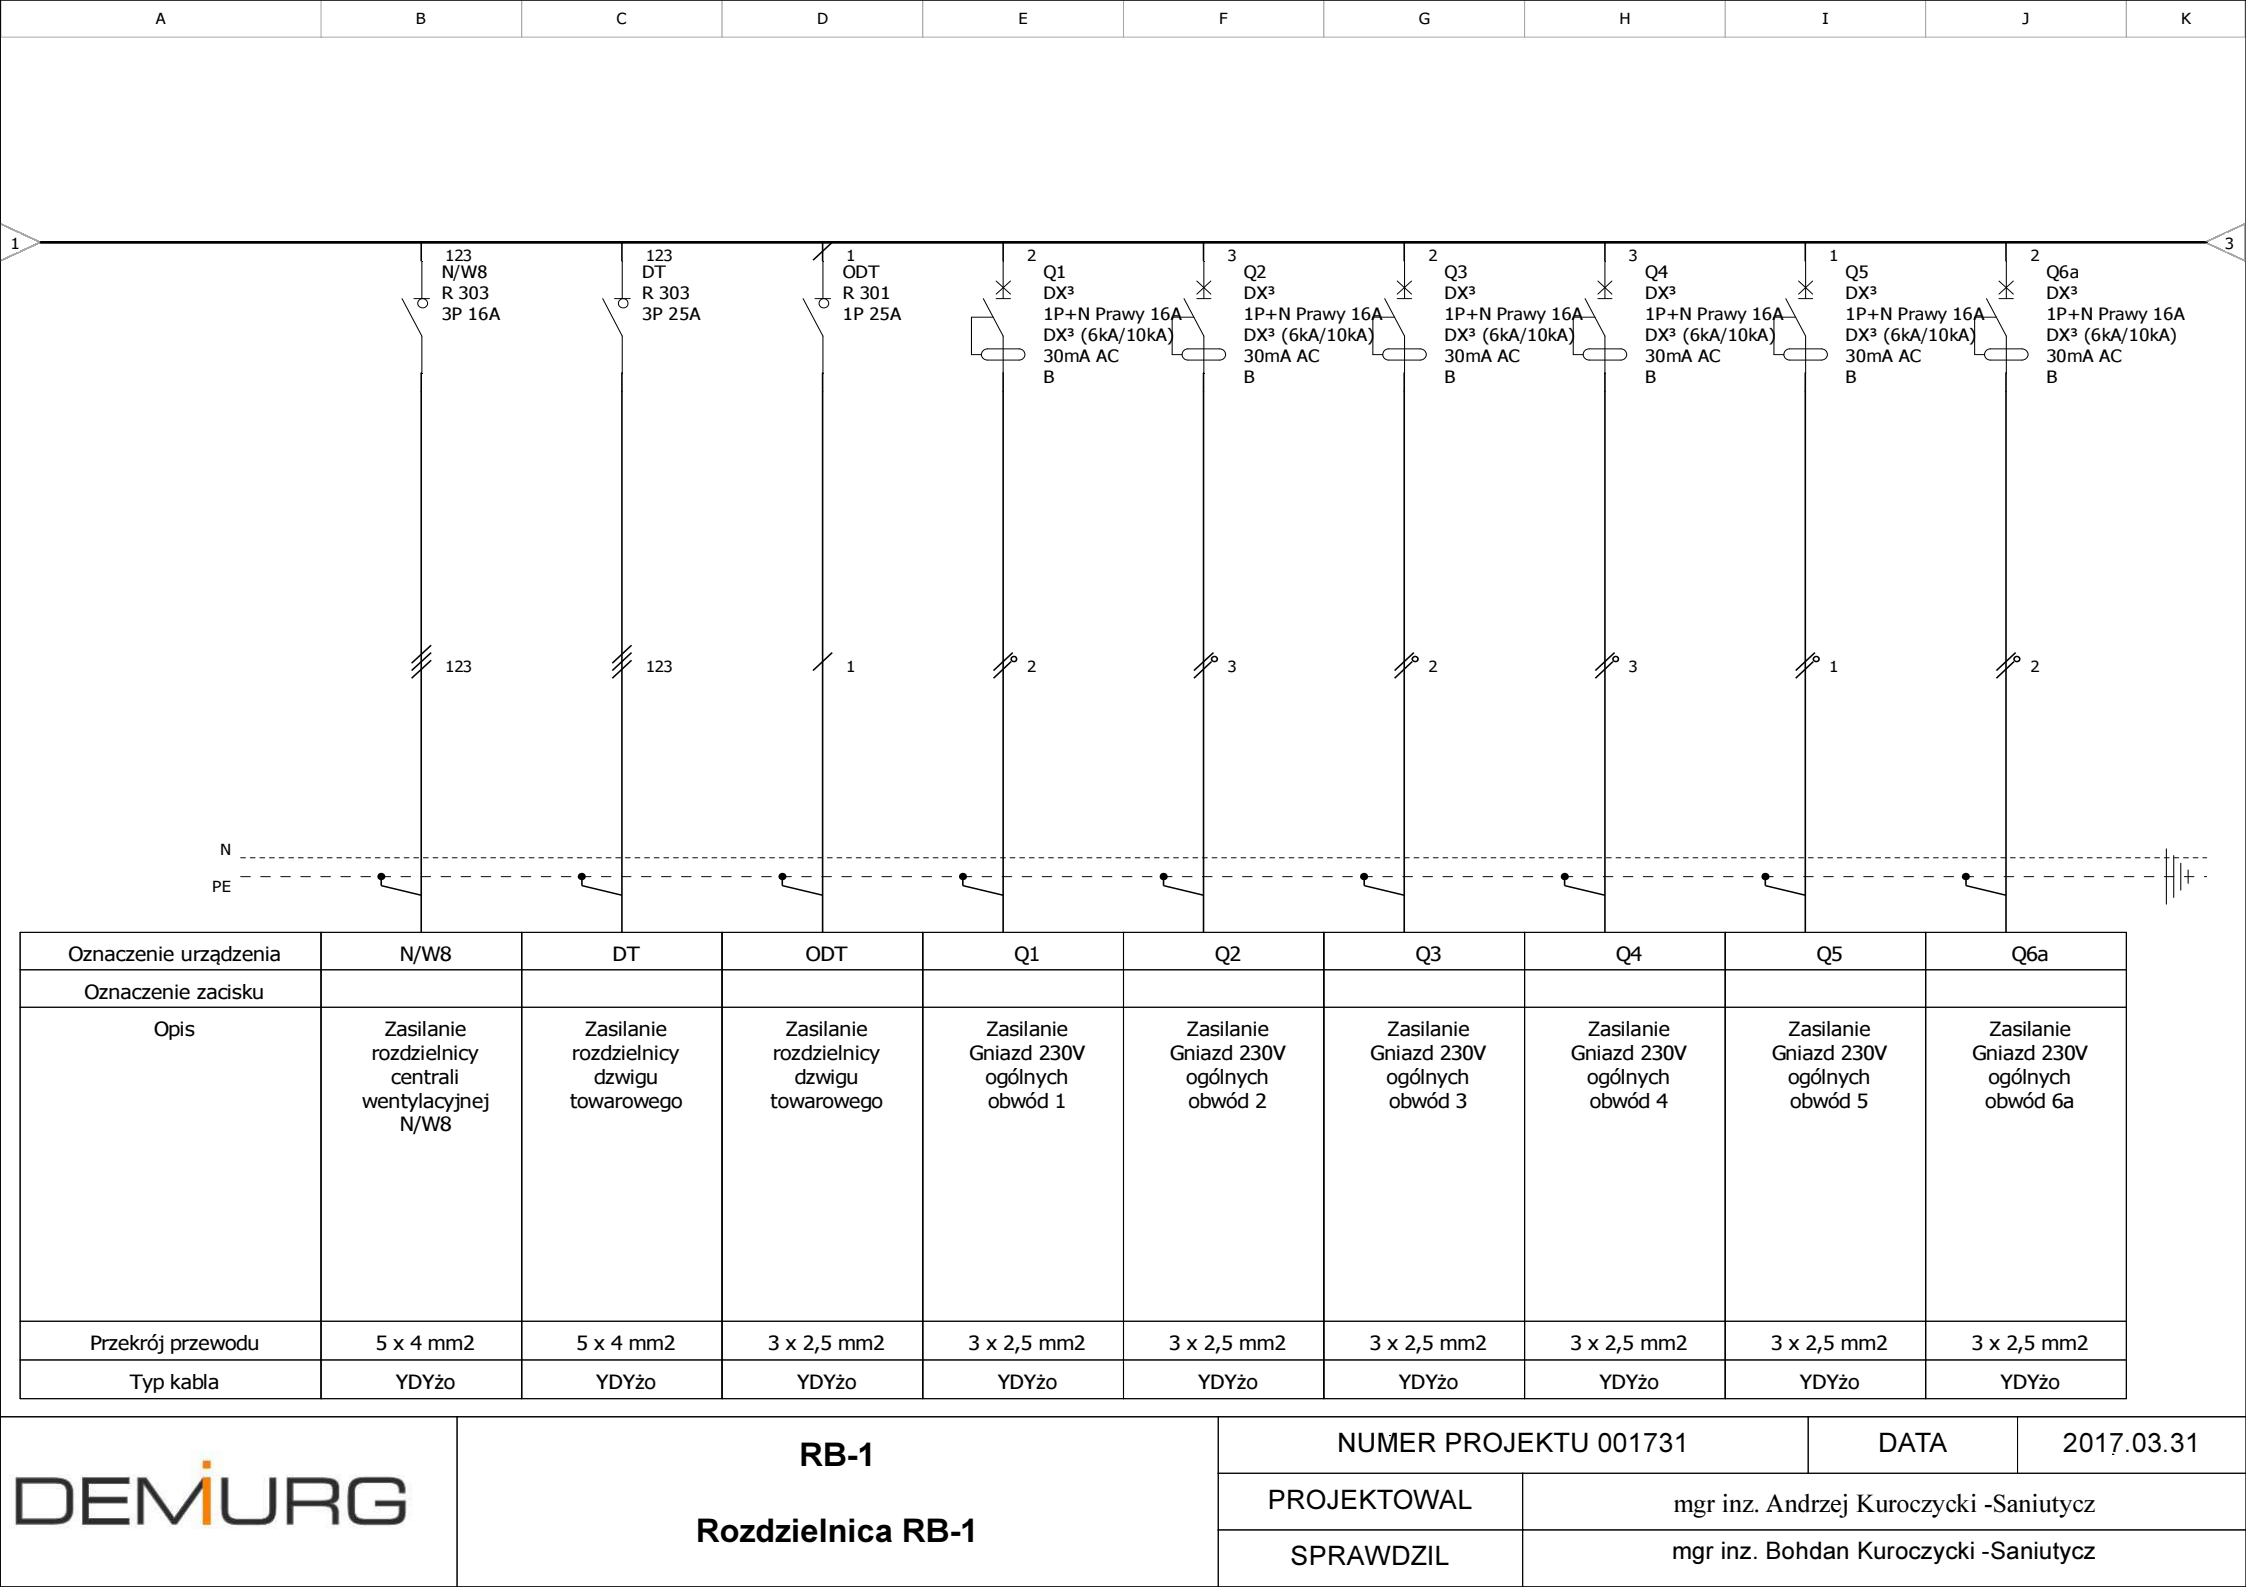 A B C D E F G H I J K
1
3
123
N/W8
R 303
3P 16A
123
DT
R 303
3P 25A
1
ODT
R 301
1P 25A
2
Q1
DX³
1P+N Prawy 16A
DX³ (6kA/10kA)
30mA AC
B
3
Q2
DX³
1P+N Prawy 16A
DX³ (6kA/10kA)
30mA AC
B
2
Q3
DX³
1P+N Prawy 16A
DX³ (6kA/10kA)
30mA AC
B
3
Q4
DX³
1P+N Prawy 16A
DX³ (6kA/10kA)
30mA AC
B
1
Q5
DX³
1P+N Prawy 16A
DX³ (6kA/10kA)
30mA AC
B
2
Q6a
DX³
1P+N Prawy 16A
DX³ (6kA/10kA)
30mA AC
B
123 123 1 2 3 2 3 1 2
N
PE
Oznaczenie urządzenia N/W8 DT ODT Q1 Q2 Q3 Q4 Q5 Q6a
Oznaczenie zacisku
Opis
Zasilanie
rozdzielnicy
centrali
wentylacyjnej
N/W8
Zasilanie
rozdzielnicy
dzwigu
towarowego
Zasilanie
rozdzielnicy
dzwigu
towarowego
Zasilanie
Gniazd 230V
ogólnych
obwód 1
Zasilanie
Gniazd 230V
ogólnych
obwód 2
Zasilanie
Gniazd 230V
ogólnych
obwód 3
Zasilanie
Gniazd 230V
ogólnych
obwód 4
Zasilanie
Gniazd 230V
ogólnych
obwód 5
Zasilanie
Gniazd 230V
ogólnych
obwód 6a
Przekrój przewodu 5 x 4 mm2 5 x 4 mm2 3 x 2,5 mm2 3 x 2,5 mm2 3 x 2,5 mm2 3 x 2,5 mm2 3 x 2,5 mm2 3 x 2,5 mm2 3 x 2,5 mm2
Typ kabla YDYżo YDYżo YDYżo YDYżo YDYżo YDYżo YDYżo YDYżo YDYżo
DEMiURG
RB-1
Rozdzielnica RB-1
NUMER PROJEKTU 001731 DATA 2017.03.31
PROJEKTOWAL mgr inz. Andrzej Kuroczycki -Saniutycz
SPRAWDZIL mgr inz. Bohdan Kuroczycki -Saniutycz